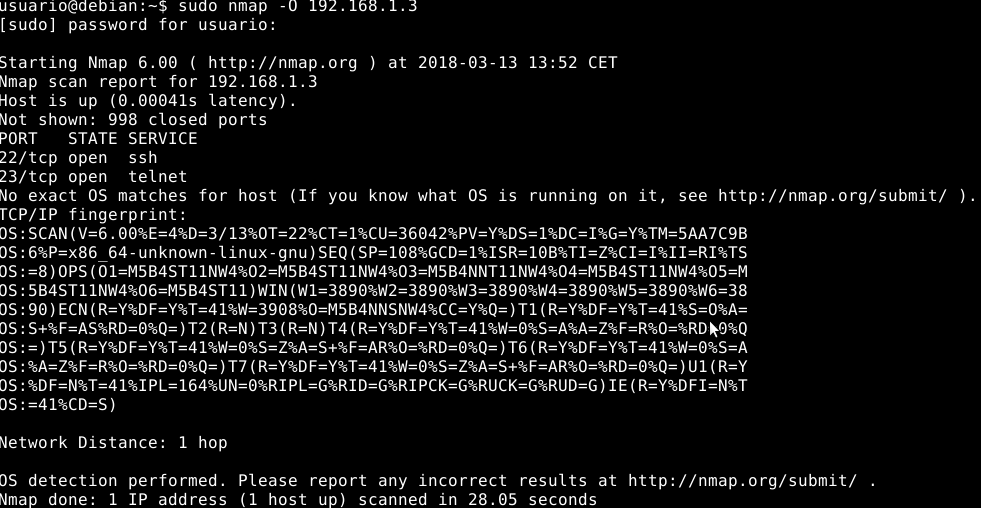 usuario@debian:~$ sudo nmap -O 192.168.1.3
[sudo] password for usuario:
Starting Nmap 6.00 ( http://nmap.org ) at 2018-03-13 13:52 CET
Nmap scan report for 192.168.1.3
Host is up (0.00041s latency).
Not shown: 998 closed ports
PORT   STATE SERVICE
22/tcp open  ssh
23/tcp open  telnet
No exact OS matches for host (If you know what OS is running on it, see http://nmap.org/submit/ ).
TCP/IP fingerprint:
OS:SCAN(V=6.00%E=4%D=3/13%OT=22%CT=1%CU=36042%PV=Y%DS=1%DC=I%G=Y%TM=5AA7C9B
OS:6%P=x86_64-unknown-linux-gnu)SEQ(SP=108%GCD=1%ISR=10B%TI=Z%CI=I%II=RI%TS
OS:=8)OPS(O1=M5B4ST11NW4%O2=M5B4ST11NW4%O3=M5B4NNT11NW4%O4=M5B4ST11NW4%O5=M
OS:5B4ST11NW4%O6=M5B4ST11)WIN(W1=3890%W2=3890%W3=3890%W4=3890%W5=3890%W6=38
OS:90)ECN(R=Y%DF=Y%T=41%W=3908%O=M5B4NNSNW4%CC=Y%Q=)T1(R=Y%DF=Y%T=41%S=O%A=
OS:S+%F=AS%RD=0%Q=)T2(R=N)T3(R=N)T4(R=Y%DF=Y%T=41%W=0%S=A%A=Z%F=R%O=%RD=0%Q
OS:=)T5(R=Y%DF=Y%T=41%W=0%S=Z%A=S+%F=AR%O=%RD=0%Q=)T6(R=Y%DF=Y%T=41%W=0%S=A
OS:%A=Z%F=R%O=%RD=0%Q=)T7(R=Y%DF=Y%T=41%W=0%S=Z%A=S+%F=AR%O=%RD=0%Q=)U1(R=Y
OS:%DF=N%T=41%IPL=164%UN=0%RIPL=G%RID=G%RIPCK=G%RUCK=G%RUD=G)IE(R=Y%DFI=N%T
OS:=41%CD=S)
Network Distance: 1 hop
OS detection performed. Please report any incorrect results at http://nmap.org/submit/ .
Nmap done: 1 IP address (1 host up) scanned in 28.05 seconds